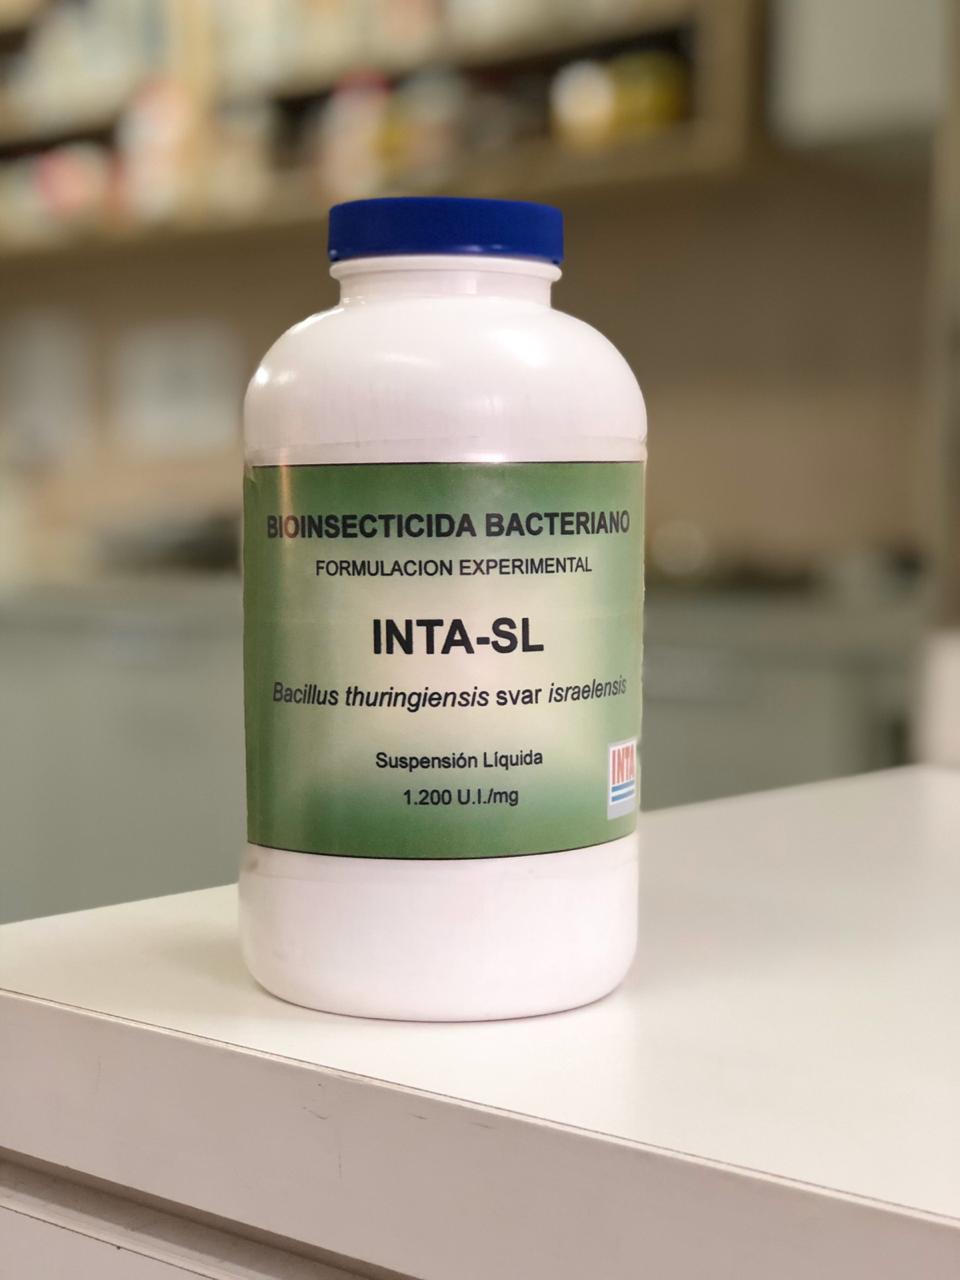 BIOINSECTICIDA BACTERIANO
FORMULACION EXPERIMENTAL
INTA-SL
Bacillus thuringiensis svar israelensis
Suspensión Líquida
1.200 U.I./mg
INTA